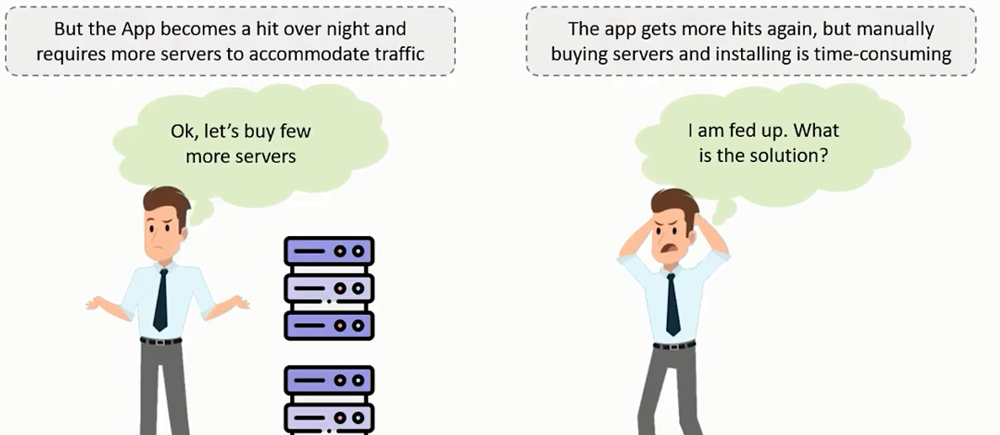 But the App becomes a hit over night and
requires more servers to accommodate traffic
Ok, let's buy few
more servers
The app gets more hits again, but manually
buying servers and installing is time-consuming
I am fed up. What
is the solution?